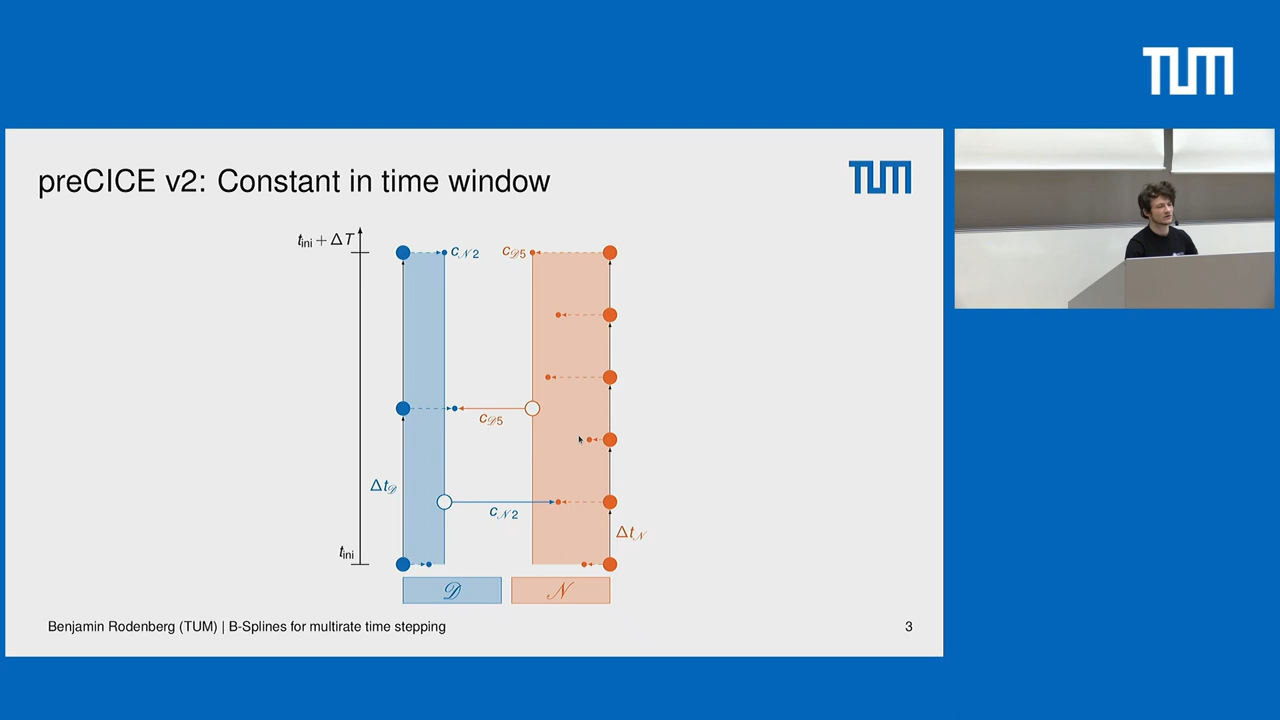 TUM
preCICE v2: Constant in time window
TUM
t_ini + ΔT
c_𝒩2
c_𝒟5
c_𝒟5
Δt_𝒟
c_𝒩2
Δt_𝒩
t_ini
𝒟
𝒩
Benjamin Rodenberg (TUM) | B-Splines for multirate time stepping
3